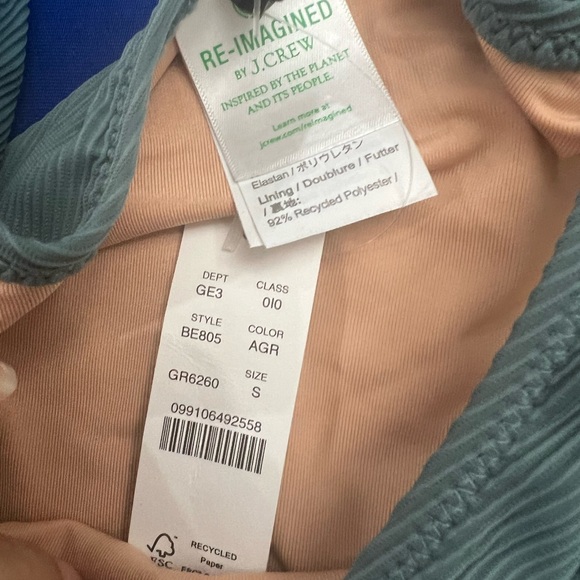 RE-IMAGINED
BY J.CREW
INSPIRED BY THE PLANET
AND ITS PEOPLE.
Learn more at
jcrew.com/reimagined
Elastan / ポリウレタン
Lining / Doublure / Futter
/ 裏地:
92% Recycled Polyester /
DEPT CLASS
GE3 010
STYLE COLOR
BE805 AGR
GR6260 SIZE
S
099106492558
FSC RECYCLED
Paper